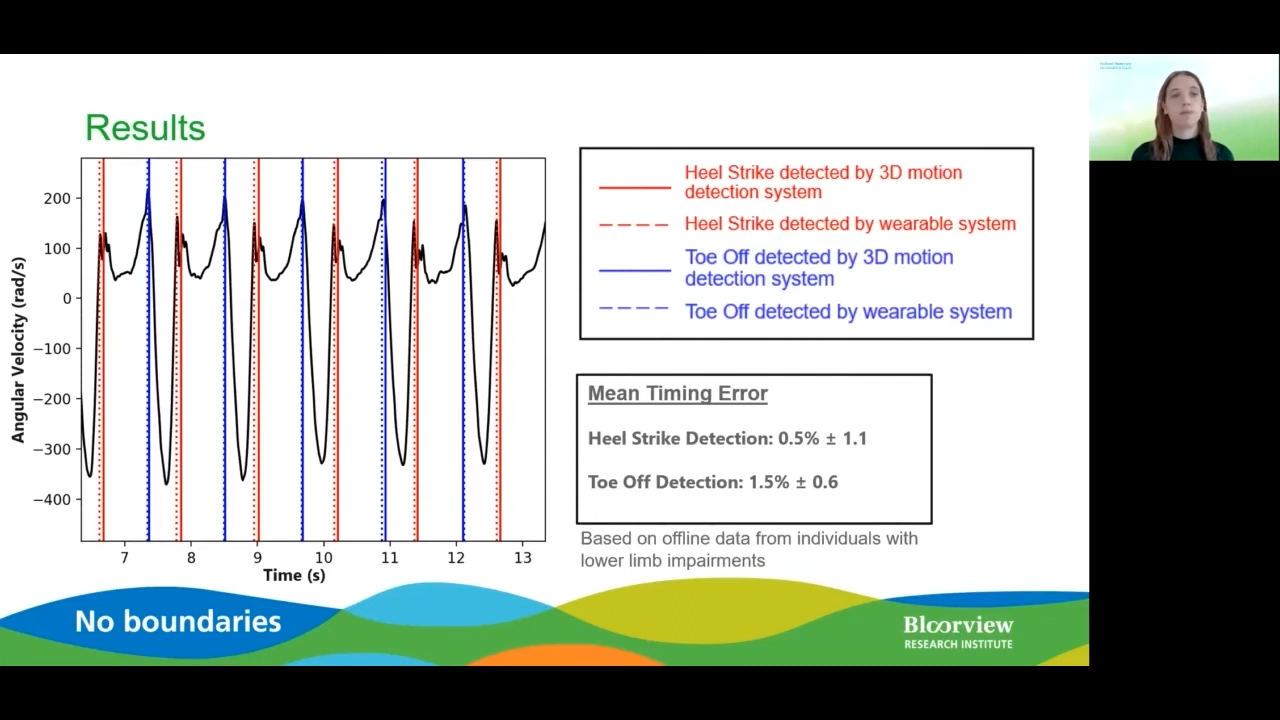 Results
200
100
0
−100
−200
−300
−400
Angular Velocity (rad/s)
7 8 9 10 11 12 13
Time (s)
Heel Strike detected by 3D motion
detection system
Heel Strike detected by wearable system
Toe Off detected by 3D motion
detection system
Toe Off detected by wearable system
Mean Timing Error
Heel Strike Detection: 0.5% ± 1.1
Toe Off Detection: 1.5% ± 0.6
Based on offline data from individuals with
lower limb impairments
No boundaries
Bloorview
RESEARCH INSTITUTE